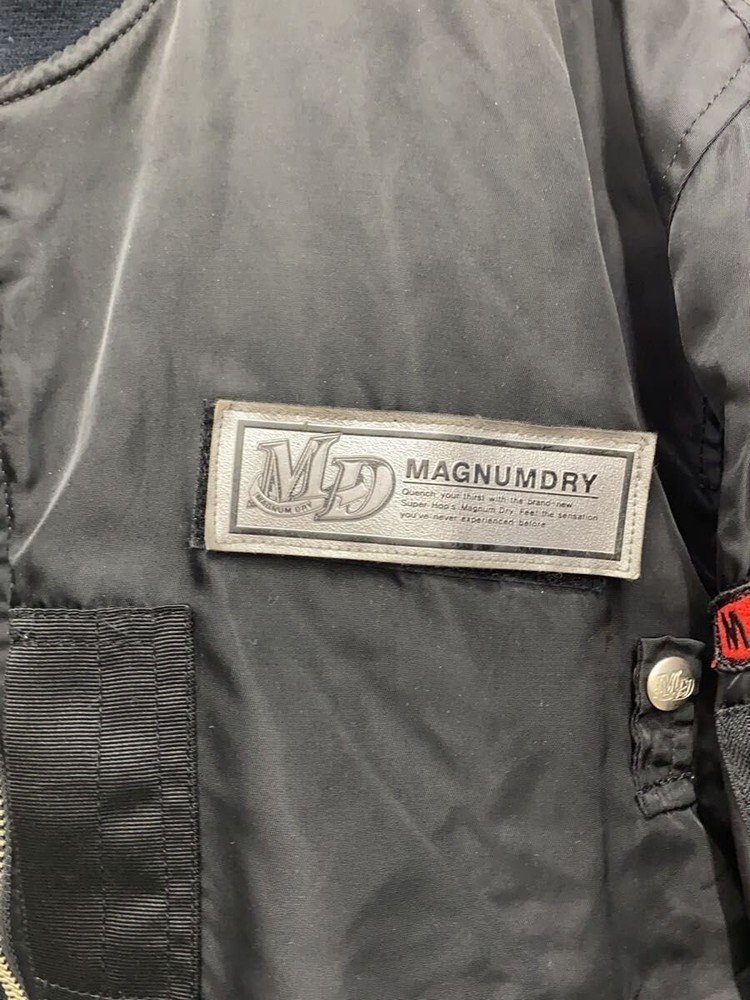 MD
MAGNUM DRY
MAGNUMDRY
Quench your thirst with the brand-new
Super Hop's Magnum Dry. Feel the sensation
you've never experienced before.
MD
M